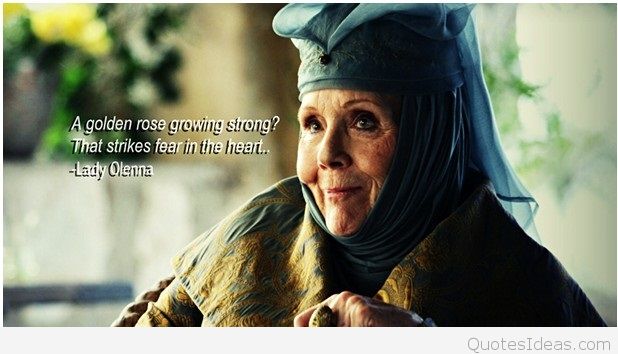 A golden rose growing strong?
That strikes fear in the heart..
-Lady Olenna
QuotesIdeas.com